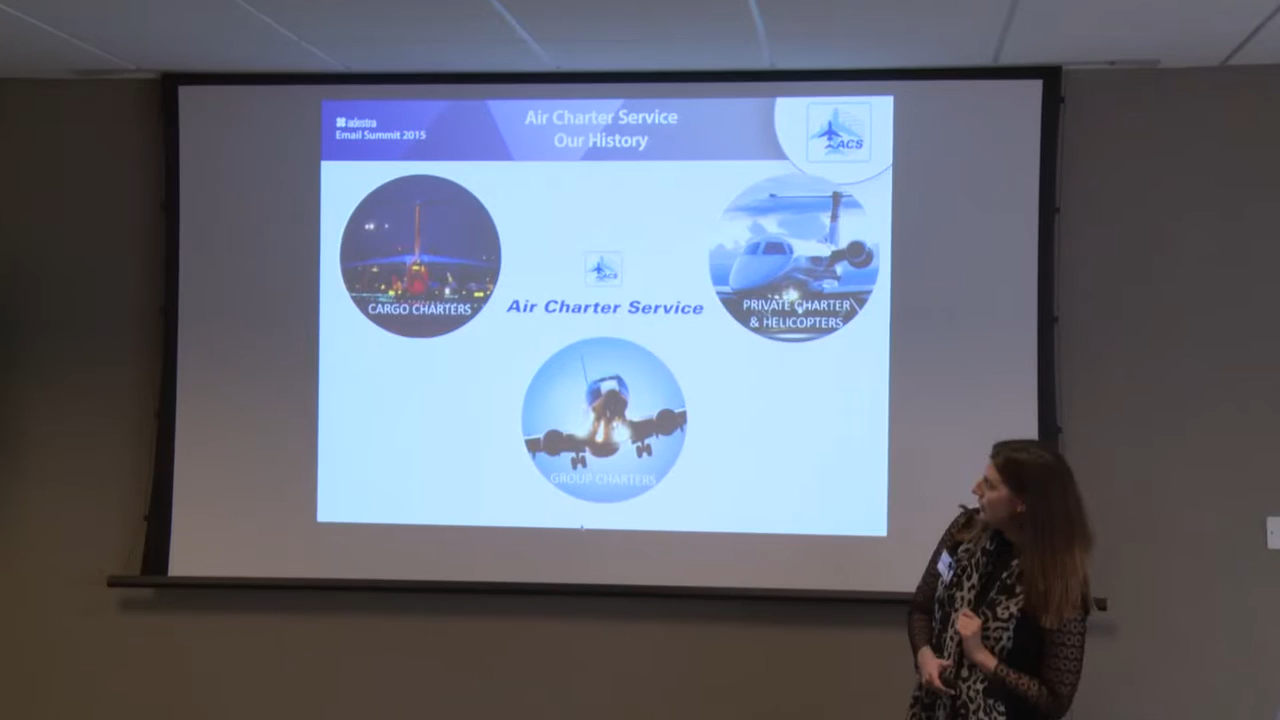 adestra
Email Summit 2015
Air Charter Service
Our History
ACS
CARGO CHARTERS
ACS
Air Charter Service
PRIVATE CHARTER
& HELICOPTERS
GROUP CHARTERS